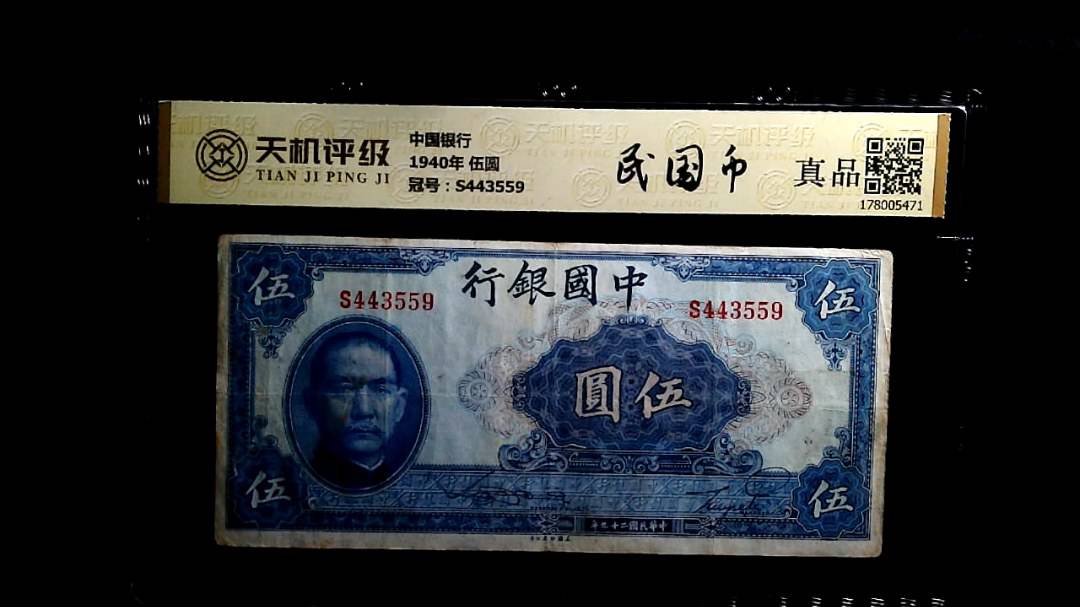 天机评级
TIAN JI PING JI
中国银行
1940年 伍圆
冠号：S443559
民国币
真品
178005471
行銀國中
伍
伍
S443559
S443559
圓伍
伍
伍
年九廿國民華中